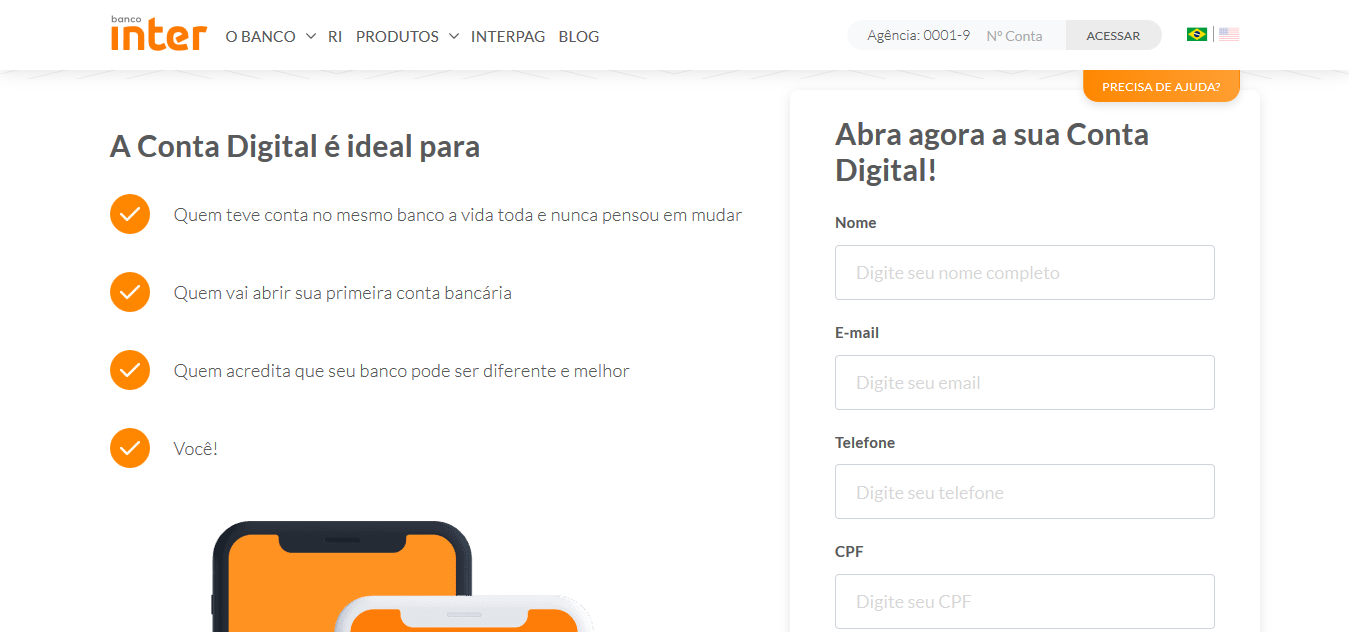 banco
inter
O BANCO RI PRODUTOS INTERPAG BLOG
Agência: 0001-9 Nº Conta ACESSAR
PRECISA DE AJUDA?
A Conta Digital é ideal para
Quem teve conta no mesmo banco a vida toda e nunca pensou em mudar
Quem vai abrir sua primeira conta bancária
Quem acredita que seu banco pode ser diferente e melhor
Você!
Abra agora a sua Conta
Digital!
Nome
Digite seu nome completo
E-mail
Digite seu email
Telefone
Digite seu telefone
CPF
Digite seu CPF